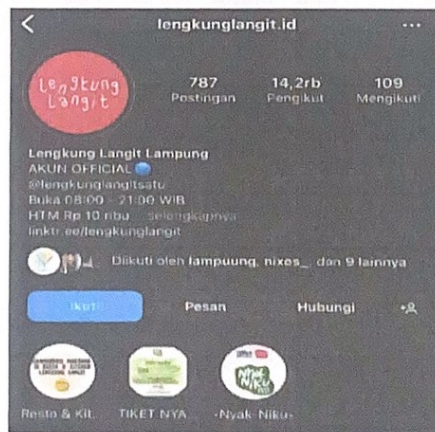 lengkunglangit.id
Lengkung
Langit
787
14,2rb
109
Postingan
Pengikut
Mengikuti
Lengkung Langit Lampung
AKUN OFFICIAL
@lengkunglangitsatu
Buka 08:00 - 21:00 WIB
HTM Rp 10 ribu ... selengkapnya
linktr.ee/lengkunglangit
Diikuti oleh lampuung, nixes_, dan 9 lainnya
Ikuti
Pesan
Hubungi
Nyak
Niku
Resto & Kit...
TIKET NYA
-Nyak Niku-